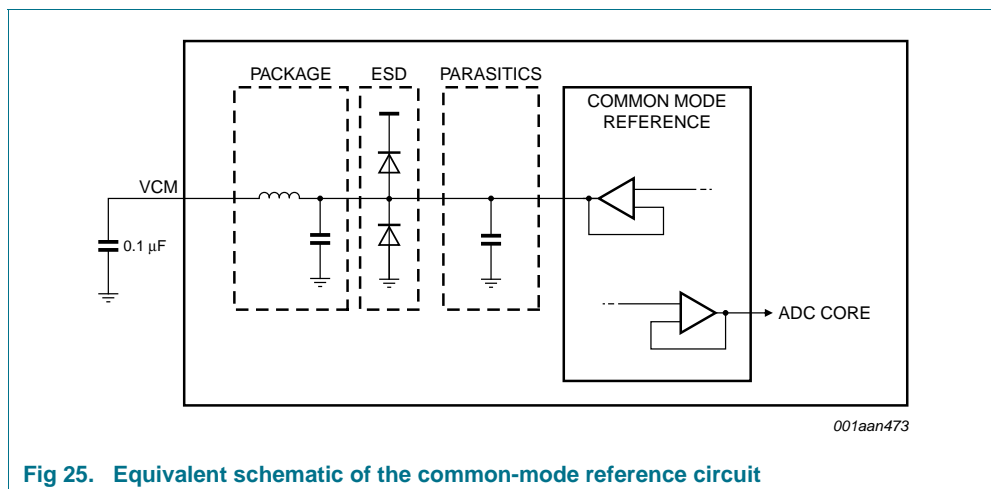 PACKAGE
ESD
PARASITICS
COMMON MODE
REFERENCE
VCM
0.1 μF
ADC CORE
001aan473
Fig 25. Equivalent schematic of the common-mode reference circuit